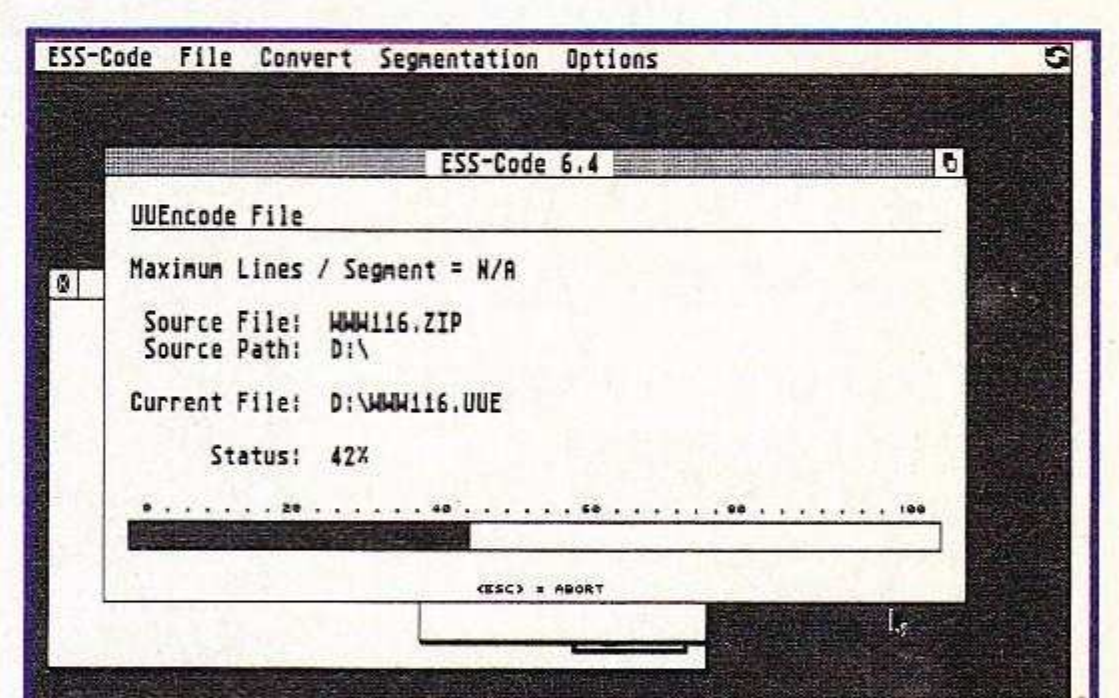 ESS-Code File Convert Segmentation Options
ESS-Code 6.4
UUEncode File
Maximum Lines / Segment = N/A
Source File: WWW116.ZIP
Source Path: D:\
Current File: D:\WWW116.UUE
Status: 42%
0 . . . . . . . 20 . . . . . . . 40 . . . . . . . 60 . . . . . . . 80 . . . . . . . 100
<ESC> = ABORT